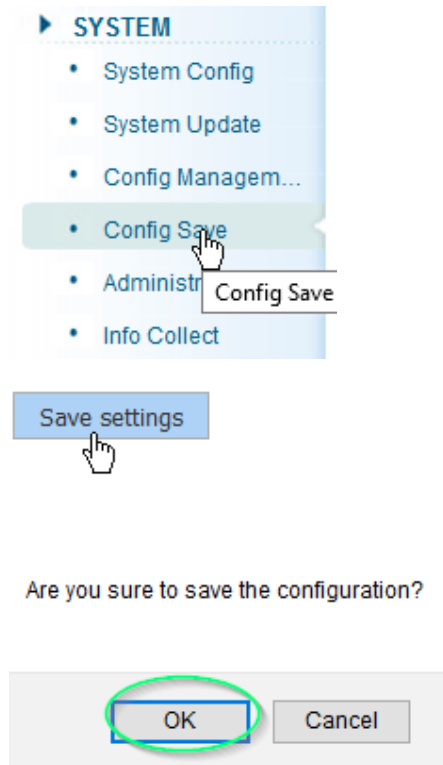 SYSTEM
System Config
System Update
Config Managem...
Config Save
Administr
Config Save
Info Collect
Save settings
Are you sure to save the configuration?
OK
Cancel